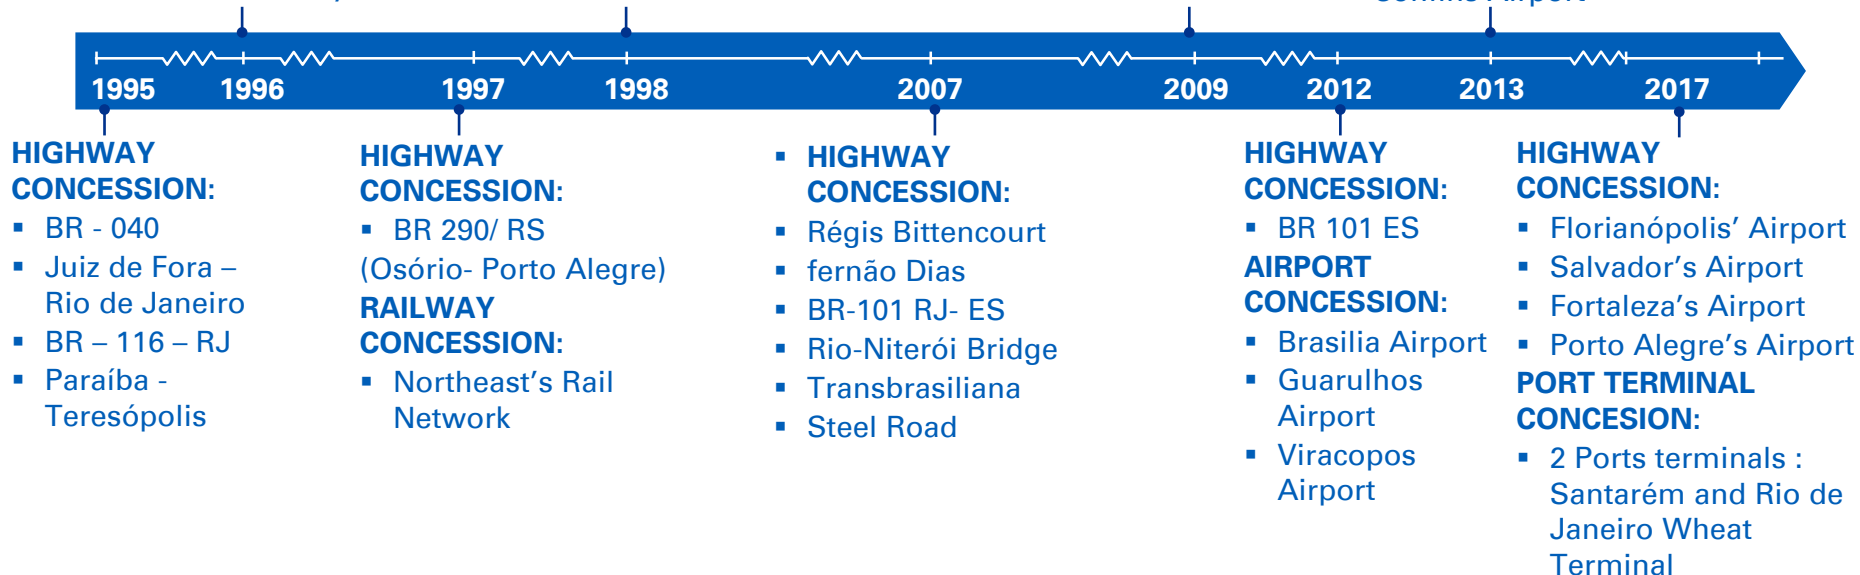 Airport
1995 1996 1997 1998 2007 2009 2012 2013 2017
HIGHWAY
CONCESSION:
▪ BR - 040
▪ Juiz de Fora –
Rio de Janeiro
▪ BR – 116 – RJ
▪ Paraíba -
Teresópolis
HIGHWAY
CONCESSION:
▪ BR 290/ RS
(Osório- Porto Alegre)
RAILWAY
CONCESSION:
▪ Northeast's Rail
Network
▪ HIGHWAY
CONCESSION:
▪ Régis Bittencourt
▪ fernão Dias
▪ BR-101 RJ- ES
▪ Rio-Niterói Bridge
▪ Transbrasiliana
▪ Steel Road
HIGHWAY
CONCESSION:
▪ BR 101 ES
AIRPORT
CONCESSION:
▪ Brasilia Airport
▪ Guarulhos
Airport
▪ Viracopos
Airport
HIGHWAY
CONCESSION:
▪ Florianópolis' Airport
▪ Salvador's Airport
▪ Fortaleza's Airport
▪ Porto Alegre's Airport
PORT TERMINAL
CONCESION:
▪ 2 Ports terminals :
Santarém and Rio de
Janeiro Wheat
Terminal